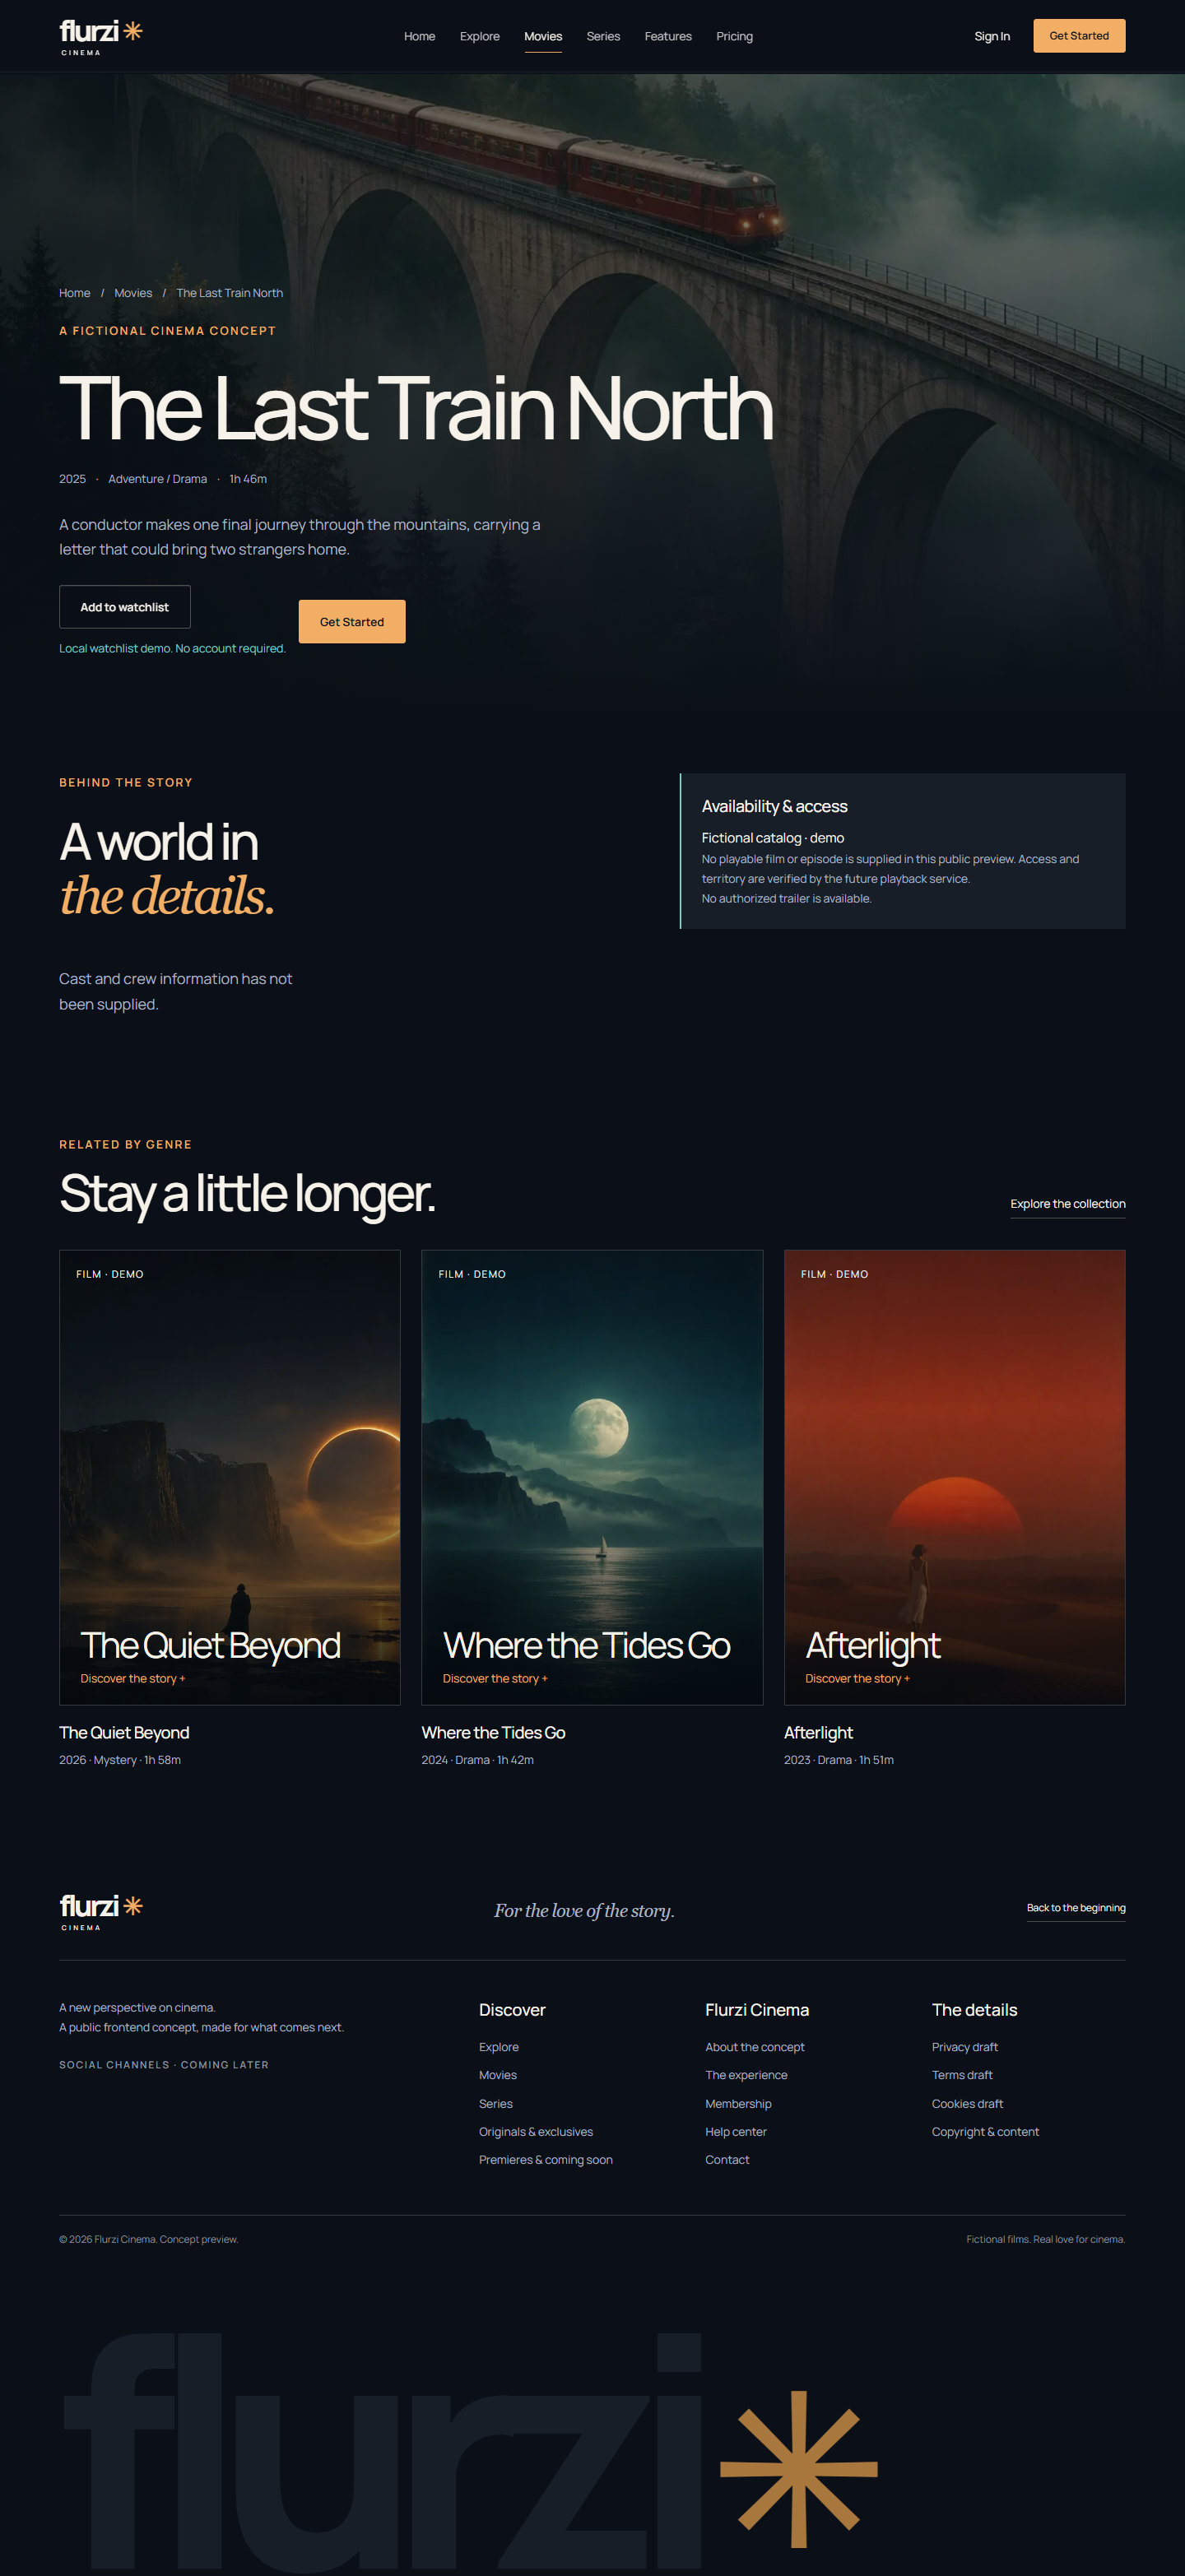 flurzi
CINEMA
Home Explore Movies Series Features Pricing
Sign In
Get Started
Home / Movies / The Last Train North
A FICTIONAL CINEMA CONCEPT
The Last Train North
2025 · Adventure / Drama · 1h 46m
A conductor makes one final journey through the mountains, carrying a
letter that could bring two strangers home.
Add to watchlist
Get Started
Local watchlist demo. No account required.
BEHIND THE STORY
A world in
the details.
Cast and crew information has not
been supplied.
Availability & access
Fictional catalog · demo
No playable film or episode is supplied in this public preview. Access and
territory are verified by the future playback service.
No authorized trailer is available.
RELATED BY GENRE
Stay a little longer.
Explore the collection
FILM · DEMO
The Quiet Beyond
Discover the story +
The Quiet Beyond
2026 · Mystery · 1h 58m
FILM · DEMO
Where the Tides Go
Discover the story +
Where the Tides Go
2024 · Drama · 1h 42m
FILM · DEMO
Afterlight
Discover the story +
Afterlight
2023 · Drama · 1h 51m
flurzi
CINEMA
For the love of the story.
Back to the beginning
A new perspective on cinema.
A public frontend concept, made for what comes next.
SOCIAL CHANNELS · COMING LATER
Discover
Explore
Movies
Series
Originals & exclusives
Premieres & coming soon
Flurzi Cinema
About the concept
The experience
Membership
Help center
Contact
The details
Privacy draft
Terms draft
Cookies draft
Copyright & content
© 2026 Flurzi Cinema. Concept preview.
Fictional films. Real love for cinema.
flurzi